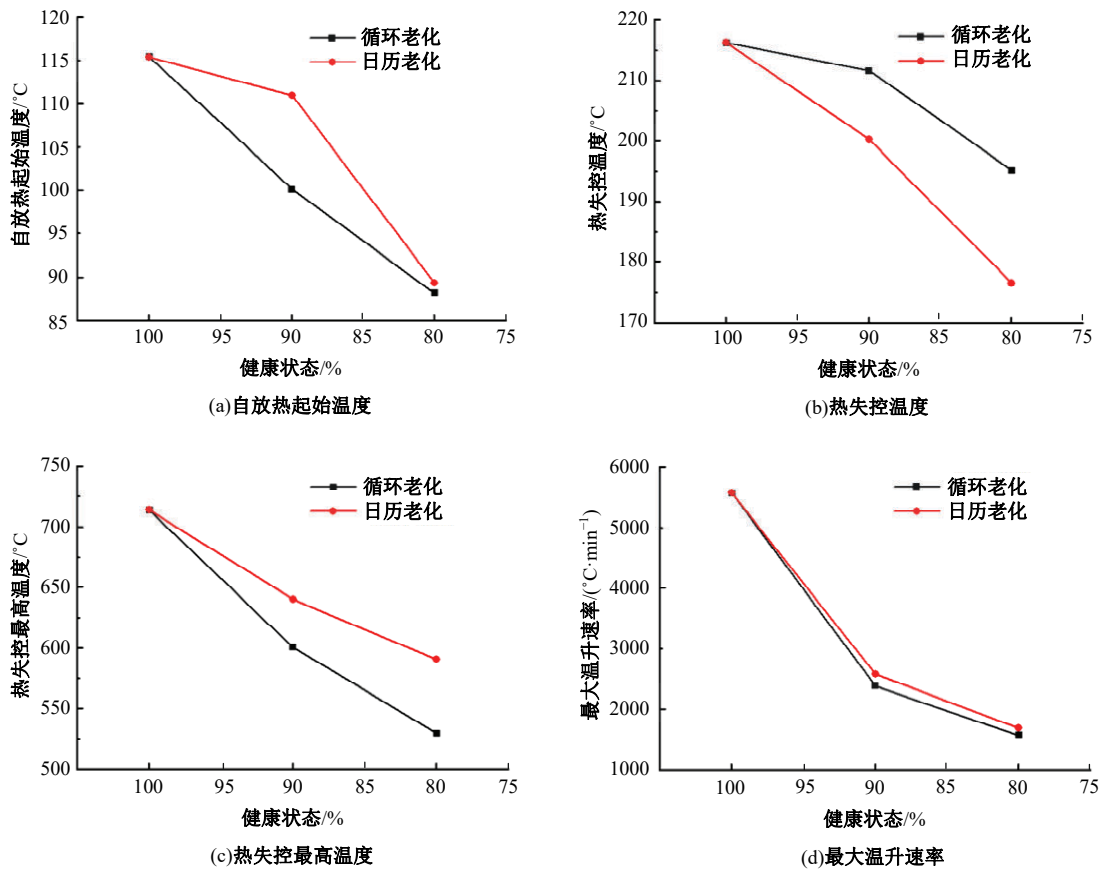 120
115
110
105
100
95
90
85
自放热起始温度/°C
循环老化
日历老化
100 95 90 85 80 75
健康状态/%
(a)自放热起始温度
220
210
200
190
180
170
热失控温度/°C
循环老化
日历老化
100 95 90 85 80 75
健康状态/%
(b)热失控温度
750
700
650
600
550
500
热失控最高温度/°C
循环老化
日历老化
100 95 90 85 80 75
健康状态/%
(c)热失控最高温度
6000
5000
4000
3000
2000
1000
最大温升速率/(°C·min⁻¹)
循环老化
日历老化
100 95 90 85 80 75
健康状态/%
(d)最大温升速率